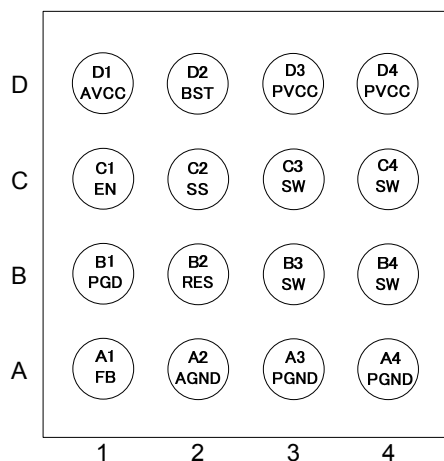 D
D1
AVCC
D2
BST
D3
PVCC
D4
PVCC
C
C1
EN
C2
SS
C3
SW
C4
SW
B
B1
PGD
B2
RES
B3
SW
B4
SW
A
A1
FB
A2
AGND
A3
PGND
A4
PGND
1 2 3 4